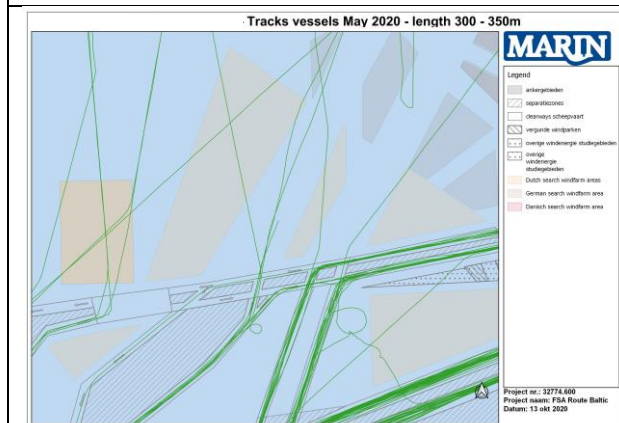 Tracks vessels May 2020 - length 300 - 350m
MARIN
Legend
ankergebieden
separatiezones
clearways scheepvaart
vergunde windparken
overige windenergie studiegebieden
overige
windenergie
studiegebieden
Dutch search windfarm areas
German search windfarm area
Danisch search windfarm area
Project nr.: 32774.600
Project naam: FSA Route Baltic
Datum: 13 okt 2020